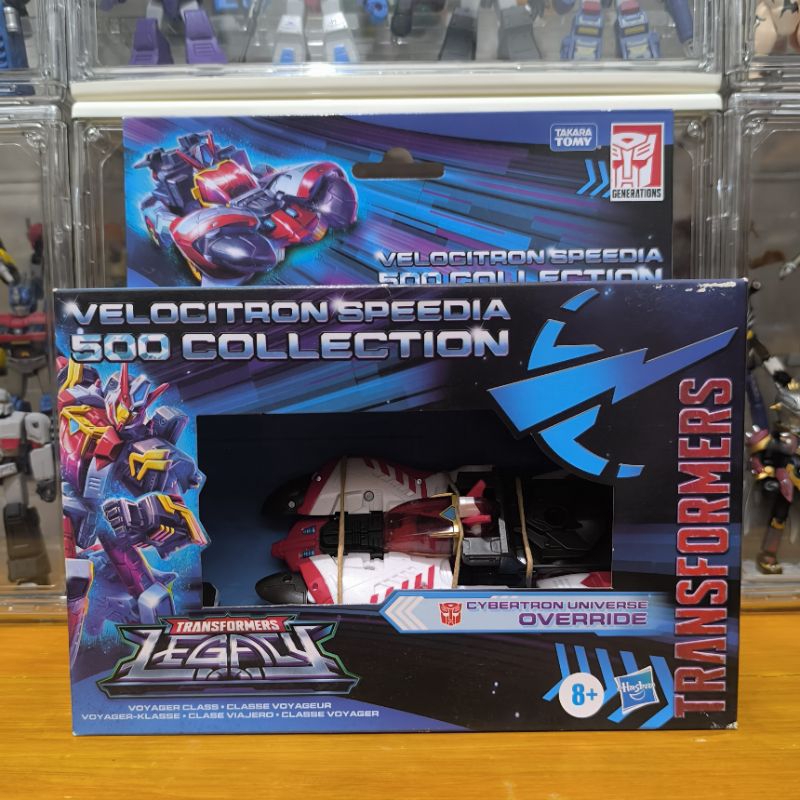 TAKARA
TOMY
GENERATIONS
VELOCITRON SPEEDIA
500 COLLECTION
VELOCITRON SPEEDIA
500 COLLECTION
TRANSFORMERS
CYBERTRON UNIVERSE
OVERRIDE
TRANSFORMERS
LEGACY
VOYAGER CLASS • CLASSE VOYAGEUR
VOYAGER-KLASSE • CLASE VIAJERO • CLASSE VOYAGER
8+
Hasbro